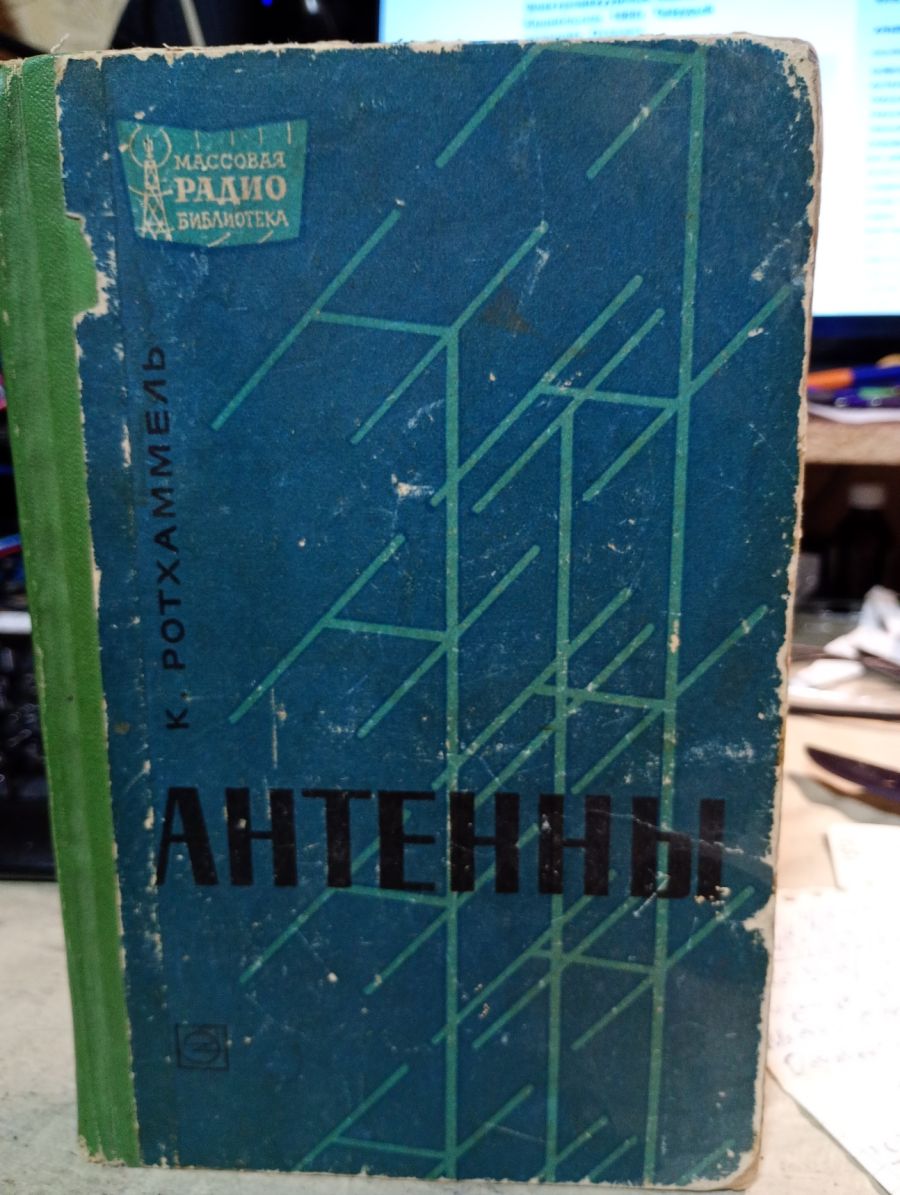 МАССОВАЯ
РАДИО
БИБЛИОТЕКА
К. РОТХАММЕЛЬ
АНТЕННЫ